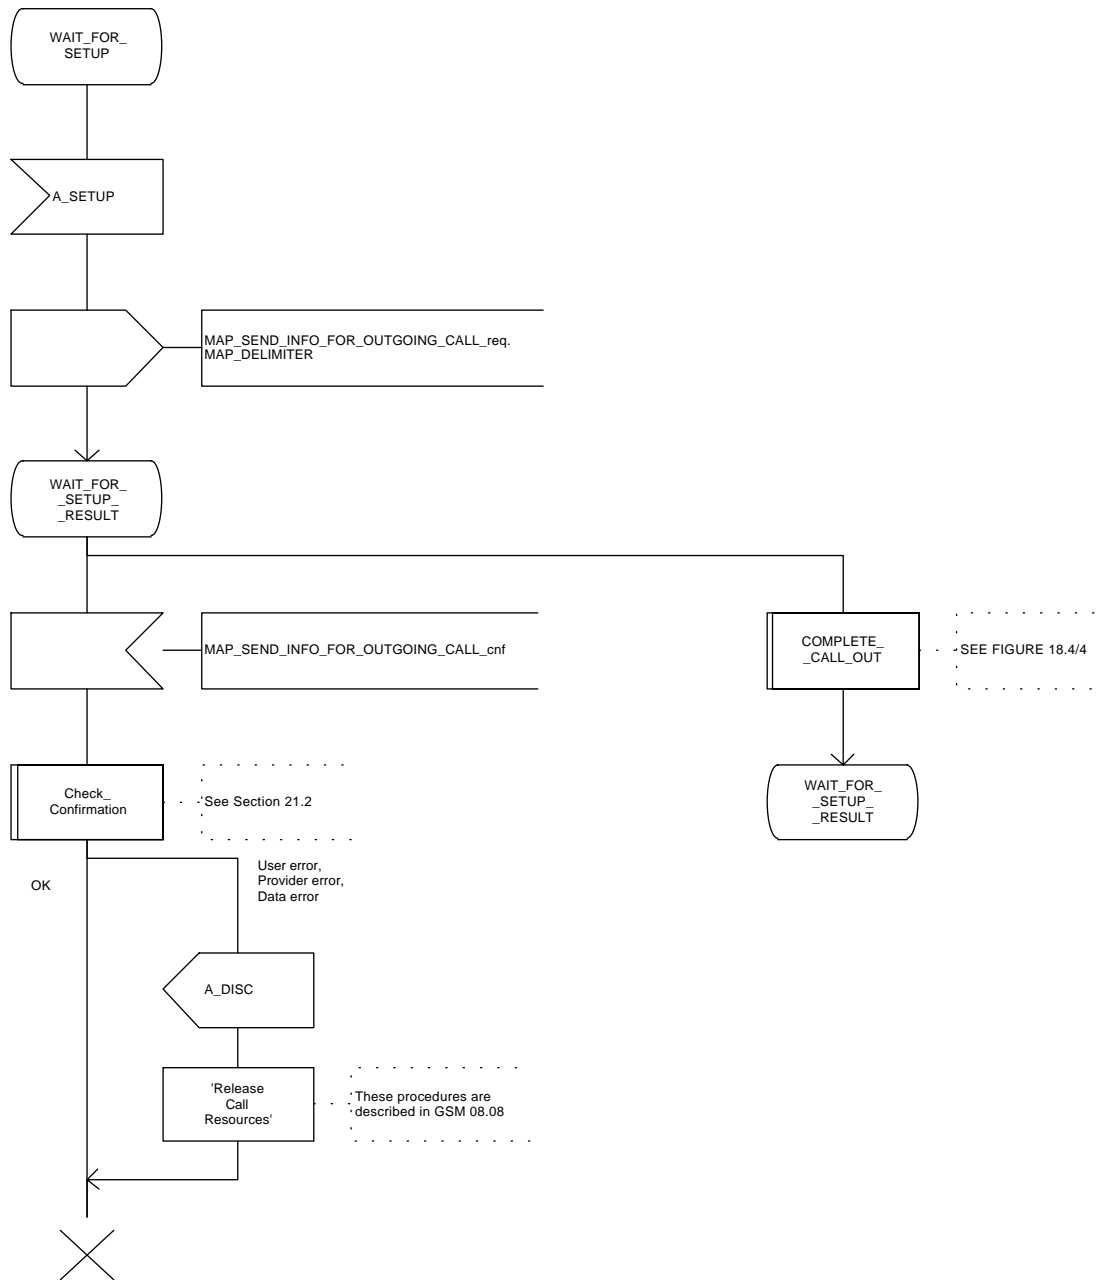 WAIT_FOR_
SETUP
A_SETUP
MAP_SEND_INFO_FOR_OUTGOING_CALL_req.
MAP_DELIMITER
WAIT_FOR_
_SETUP_
_RESULT
MAP_SEND_INFO_FOR_OUTGOING_CALL_cnf
COMPLETE_
_CALL_OUT
SEE FIGURE 18.4/4
Check_
Confirmation
See Section 21.2
WAIT_FOR_
_SETUP_
_RESULT
OK
User error,
Provider error,
Data error
A_DISC
'Release
Call
Resources'
These procedures are
described in GSM 08.08